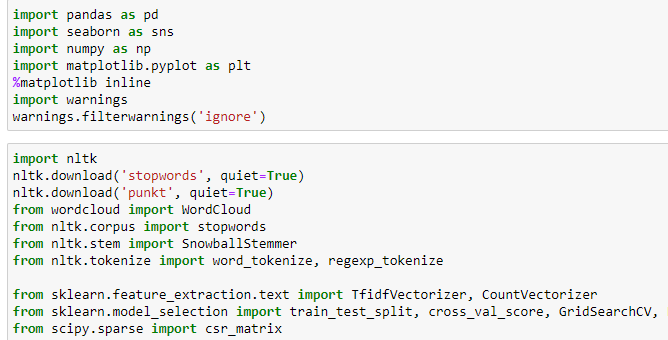 import pandas as pd
import seaborn as sns
import numpy as np
import matplotlib.pyplot as plt
%matplotlib inline
import warnings
warnings.filterwarnings('ignore')
import nltk
nltk.download('stopwords', quiet=True)
nltk.download('punkt', quiet=True)
from wordcloud import WordCloud
from nltk.corpus import stopwords
from nltk.stem import SnowballStemmer
from nltk.tokenize import word_tokenize, regexp_tokenize
from sklearn.feature_extraction.text import TfidfVectorizer, CountVectorizer
from sklearn.model_selection import train_test_split, cross_val_score, GridSearchCV,
from scipy.sparse import csr_matrix